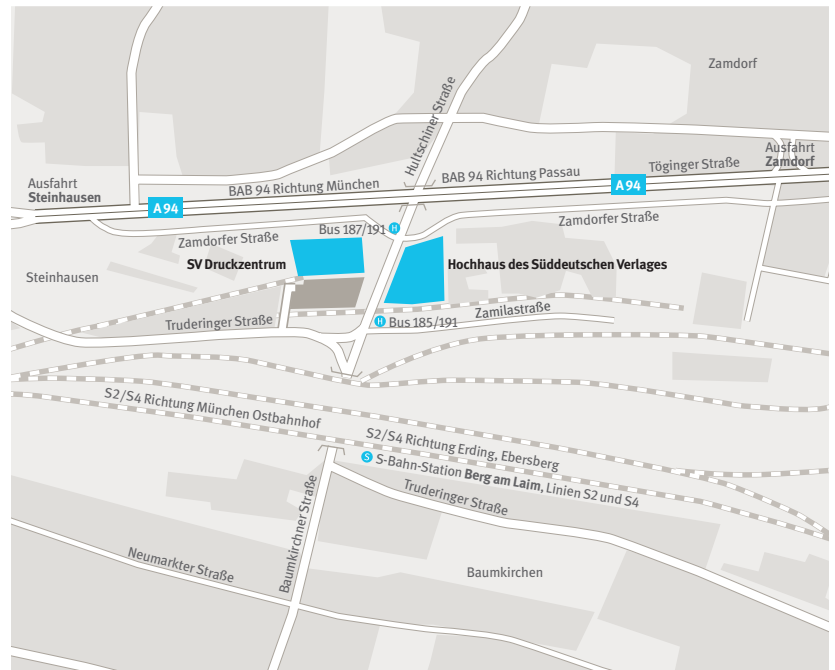 Zamdorf
Hultschiner Straße
Ausfahrt
Zamdorf
BAB 94 Richtung Passau
Töginger Straße
Ausfahrt
Steinhausen
BAB 94 Richtung München
A 94
A 94
Zamdorfer Straße
Bus 187/191 H
Zamdorfer Straße
Steinhausen
SV Druckzentrum
Hochhaus des Süddeutschen Verlages
Truderinger Straße
H Bus 185/191
Zamilastraße
S2/S4 Richtung München Ostbahnhof
S2/S4 Richtung Erding, Ebersberg
S S-Bahn-Station Berg am Laim, Linien S2 und S4
Truderinger Straße
Baumkirchner Straße
Neumarkter Straße
Baumkirchen